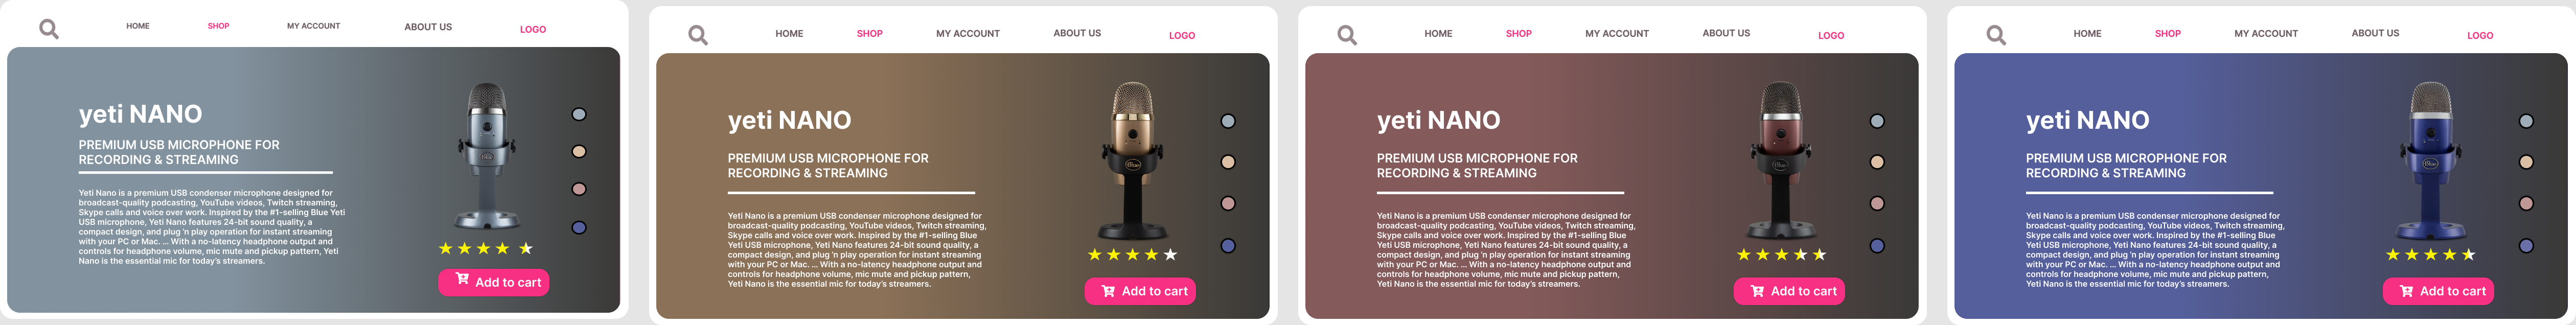 HOME SHOP MY ACCOUNT ABOUT US LOGO
yeti NANO
PREMIUM USB MICROPHONE FOR
RECORDING & STREAMING
Yeti Nano is a premium USB condenser microphone designed for
broadcast-quality podcasting, YouTube videos, Twitch streaming,
Skype calls and voice over work. Inspired by the #1-selling Blue Yeti
USB microphone, Yeti Nano features 24-bit sound quality, a
compact design, and plug 'n play operation for instant streaming
with your PC or Mac. ... With a no-latency headphone output and
controls for headphone volume, mic mute and pickup pattern, Yeti
Nano is the essential mic for today's streamers.
Blue
Add to cart
HOME SHOP MY ACCOUNT ABOUT US LOGO
yeti NANO
PREMIUM USB MICROPHONE FOR
RECORDING & STREAMING
Yeti Nano is a premium USB condenser microphone designed for
broadcast-quality podcasting, YouTube videos, Twitch streaming,
Skype calls and voice over work. Inspired by the #1-selling Blue
Yeti USB microphone, Yeti Nano features 24-bit sound quality, a
compact design, and plug 'n play operation for instant streaming
with your PC or Mac. ... With a no-latency headphone output and
controls for headphone volume, mic mute and pickup pattern,
Yeti Nano is the essential mic for today's streamers.
Blue
Add to cart
HOME SHOP MY ACCOUNT ABOUT US LOGO
yeti NANO
PREMIUM USB MICROPHONE FOR
RECORDING & STREAMING
Yeti Nano is a premium USB condenser microphone designed for
broadcast-quality podcasting, YouTube videos, Twitch streaming,
Skype calls and voice over work. Inspired by the #1-selling Blue
Yeti USB microphone, Yeti Nano features 24-bit sound quality, a
compact design, and plug 'n play operation for instant streaming
with your PC or Mac. ... With a no-latency headphone output and
controls for headphone volume, mic mute and pickup pattern,
Yeti Nano is the essential mic for today's streamers.
Blue
Add to cart
HOME SHOP MY ACCOUNT ABOUT US LOGO
yeti NANO
PREMIUM USB MICROPHONE FOR
RECORDING & STREAMING
Yeti Nano is a premium USB condenser microphone designed for
broadcast-quality podcasting, YouTube videos, Twitch streaming,
Skype calls and voice over work. Inspired by the #1-selling Blue
Yeti USB microphone, Yeti Nano features 24-bit sound quality, a
compact design, and plug 'n play operation for instant streaming
with your PC or Mac. ... With a no-latency headphone output and
controls for headphone volume, mic mute and pickup pattern,
Yeti Nano is the essential mic for today's streamers.
Blue
Add to cart